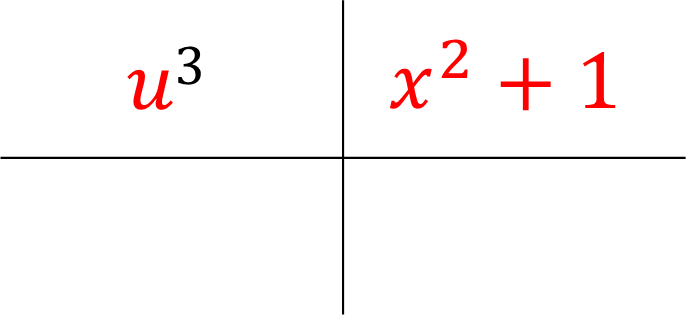 u³ x² + 1